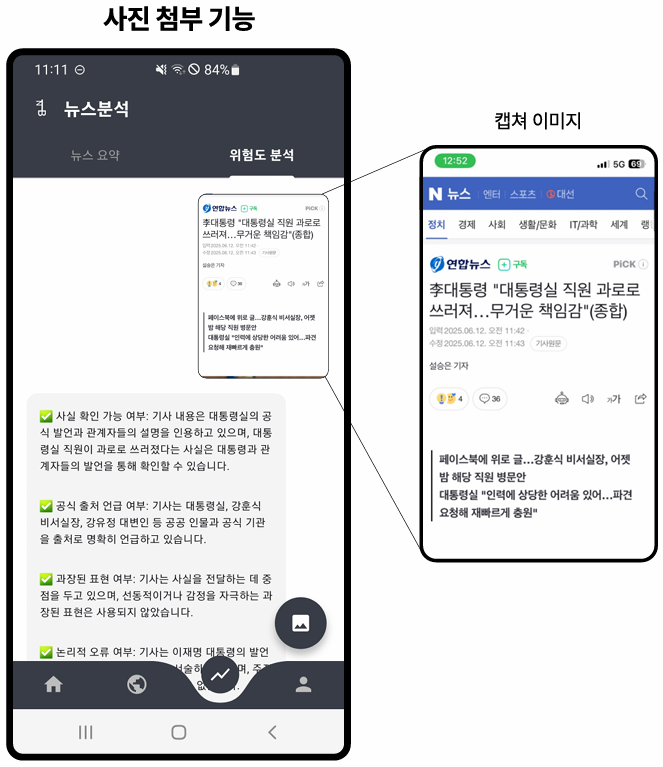 사진 첨부 기능
11:11
84%
뉴스분석
뉴스 요약
위험도 분석
연합뉴스 구독 PiCK
李대통령 "대통령실 직원 과로로
쓰러져…무거운 책임감"(종합)
입력 2025.06.12. 오전 11:42
수정 2025.06.12. 오전 11:43 기사원문
설승은 기자
4 36 가가
페이스북에 위로 글…강훈식 비서실장, 어젯
밤 해당 직원 병문안
대통령실 "인력에 상당한 어려움 있어…파견
요청해 재빠르게 충원"
✅ 사실 확인 가능 여부: 기사 내용은 대통령실의 공
식 발언과 관계자들의 설명을 인용하고 있으며, 대통
령실 직원이 과로로 쓰러졌다는 사실은 대통령과 관
계자들의 발언을 통해 확인할 수 있습니다.
✅ 공식 출처 언급 여부: 기사는 대통령실, 강훈식
비서실장, 강유정 대변인 등 공공 인물과 공식 기관
을 출처로 명확히 언급하고 있습니다.
✅ 과장된 표현 여부: 기사는 사실을 전달하는 데 중
점을 두고 있으며, 선동적이거나 감정을 자극하는 과
장된 표현은 사용되지 않았습니다.
✅ 논리적 오류 여부: 기사는 이재명 대통령의 발언
캡쳐 이미지
12:52
5G 69
N 뉴스 엔터 스포츠 대선
정치 경제 사회 생활/문화 IT/과학 세계 랭
연합뉴스 구독 PiCK
李대통령 "대통령실 직원 과로로
쓰러져…무거운 책임감"(종합)
입력 2025.06.12. 오전 11:42
수정 2025.06.12. 오전 11:43 기사원문
설승은 기자
4 36 가가
페이스북에 위로 글…강훈식 비서실장, 어젯
밤 해당 직원 병문안
대통령실 "인력에 상당한 어려움 있어…파견
요청해 재빠르게 충원"